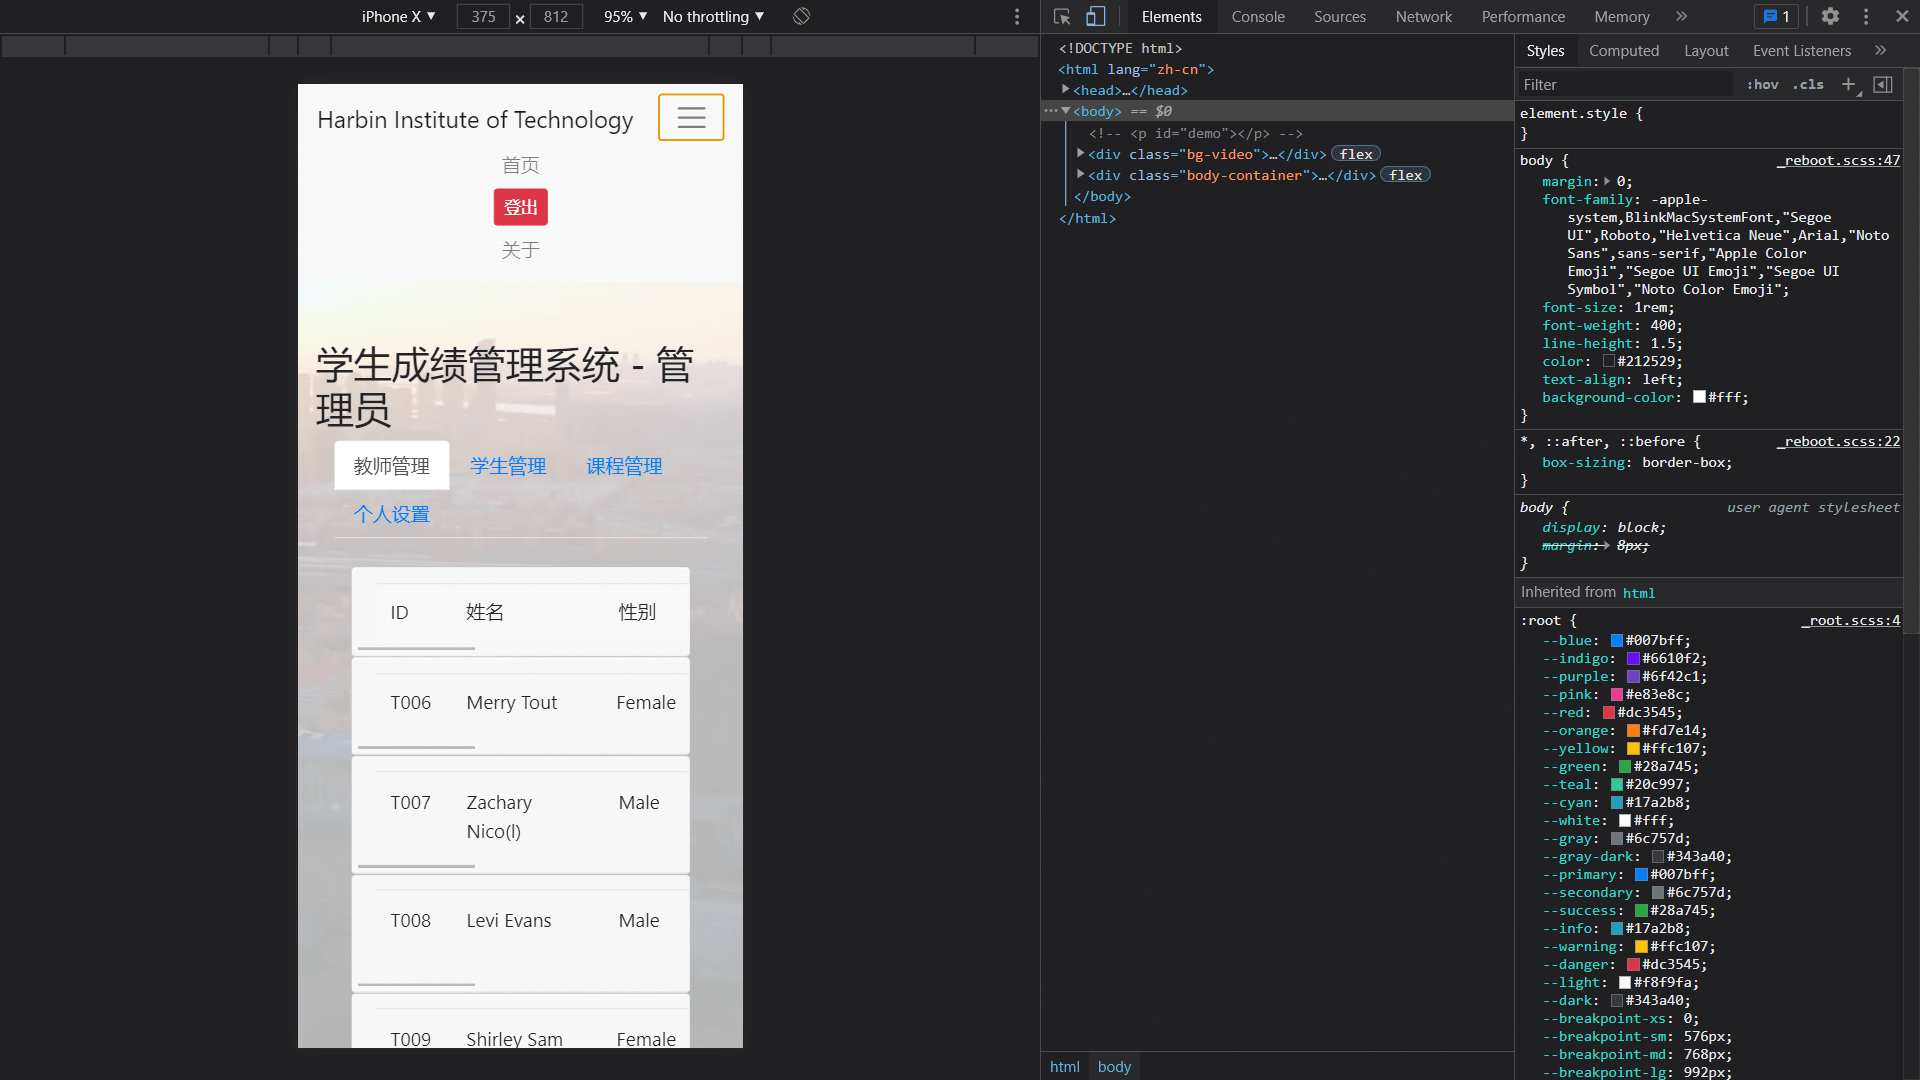 iPhone X ▼ 375 × 812 95% ▼ No throttling ▼
Harbin Institute of Technology
首页
登出
关于
学生成绩管理系统 - 管
理员
教师管理 学生管理 课程管理
个人设置
ID 姓名 性别
T006 Merry Tout Female
T007 Zachary Nico(l) Male
T008 Levi Evans Male
T009 Shirley Sam Female
Elements Console Sources Network Performance Memory » 1
<!DOCTYPE html>
<html lang="zh-cn">
<head>…</head>
<body> == $0
<!-- <p id="demo"></p> -->
<div class="bg-video">…</div> flex
<div class="body-container">…</div> flex
</body>
</html>
html body
Styles Computed Layout Event Listeners »
Filter :hov .cls +
element.style {
}
body { _reboot.scss:47
margin: 0;
font-family: -apple-
system,BlinkMacSystemFont,"Segoe
UI",Roboto,"Helvetica Neue",Arial,"Noto
Sans",sans-serif,"Apple Color
Emoji","Segoe UI Emoji","Segoe UI
Symbol","Noto Color Emoji";
font-size: 1rem;
font-weight: 400;
line-height: 1.5;
color: #212529;
text-align: left;
background-color: #fff;
}
*, ::after, ::before { _reboot.scss:22
box-sizing: border-box;
}
body { user agent stylesheet
display: block;
margin: 8px;
}
Inherited from html
:root { _root.scss:4
--blue: #007bff;
--indigo: #6610f2;
--purple: #6f42c1;
--pink: #e83e8c;
--red: #dc3545;
--orange: #fd7e14;
--yellow: #ffc107;
--green: #28a745;
--teal: #20c997;
--cyan: #17a2b8;
--white: #fff;
--gray: #6c757d;
--gray-dark: #343a40;
--primary: #007bff;
--secondary: #6c757d;
--success: #28a745;
--info: #17a2b8;
--warning: #ffc107;
--danger: #dc3545;
--light: #f8f9fa;
--dark: #343a40;
--breakpoint-xs: 0;
--breakpoint-sm: 576px;
--breakpoint-md: 768px;
--breakpoint-lg: 992px;